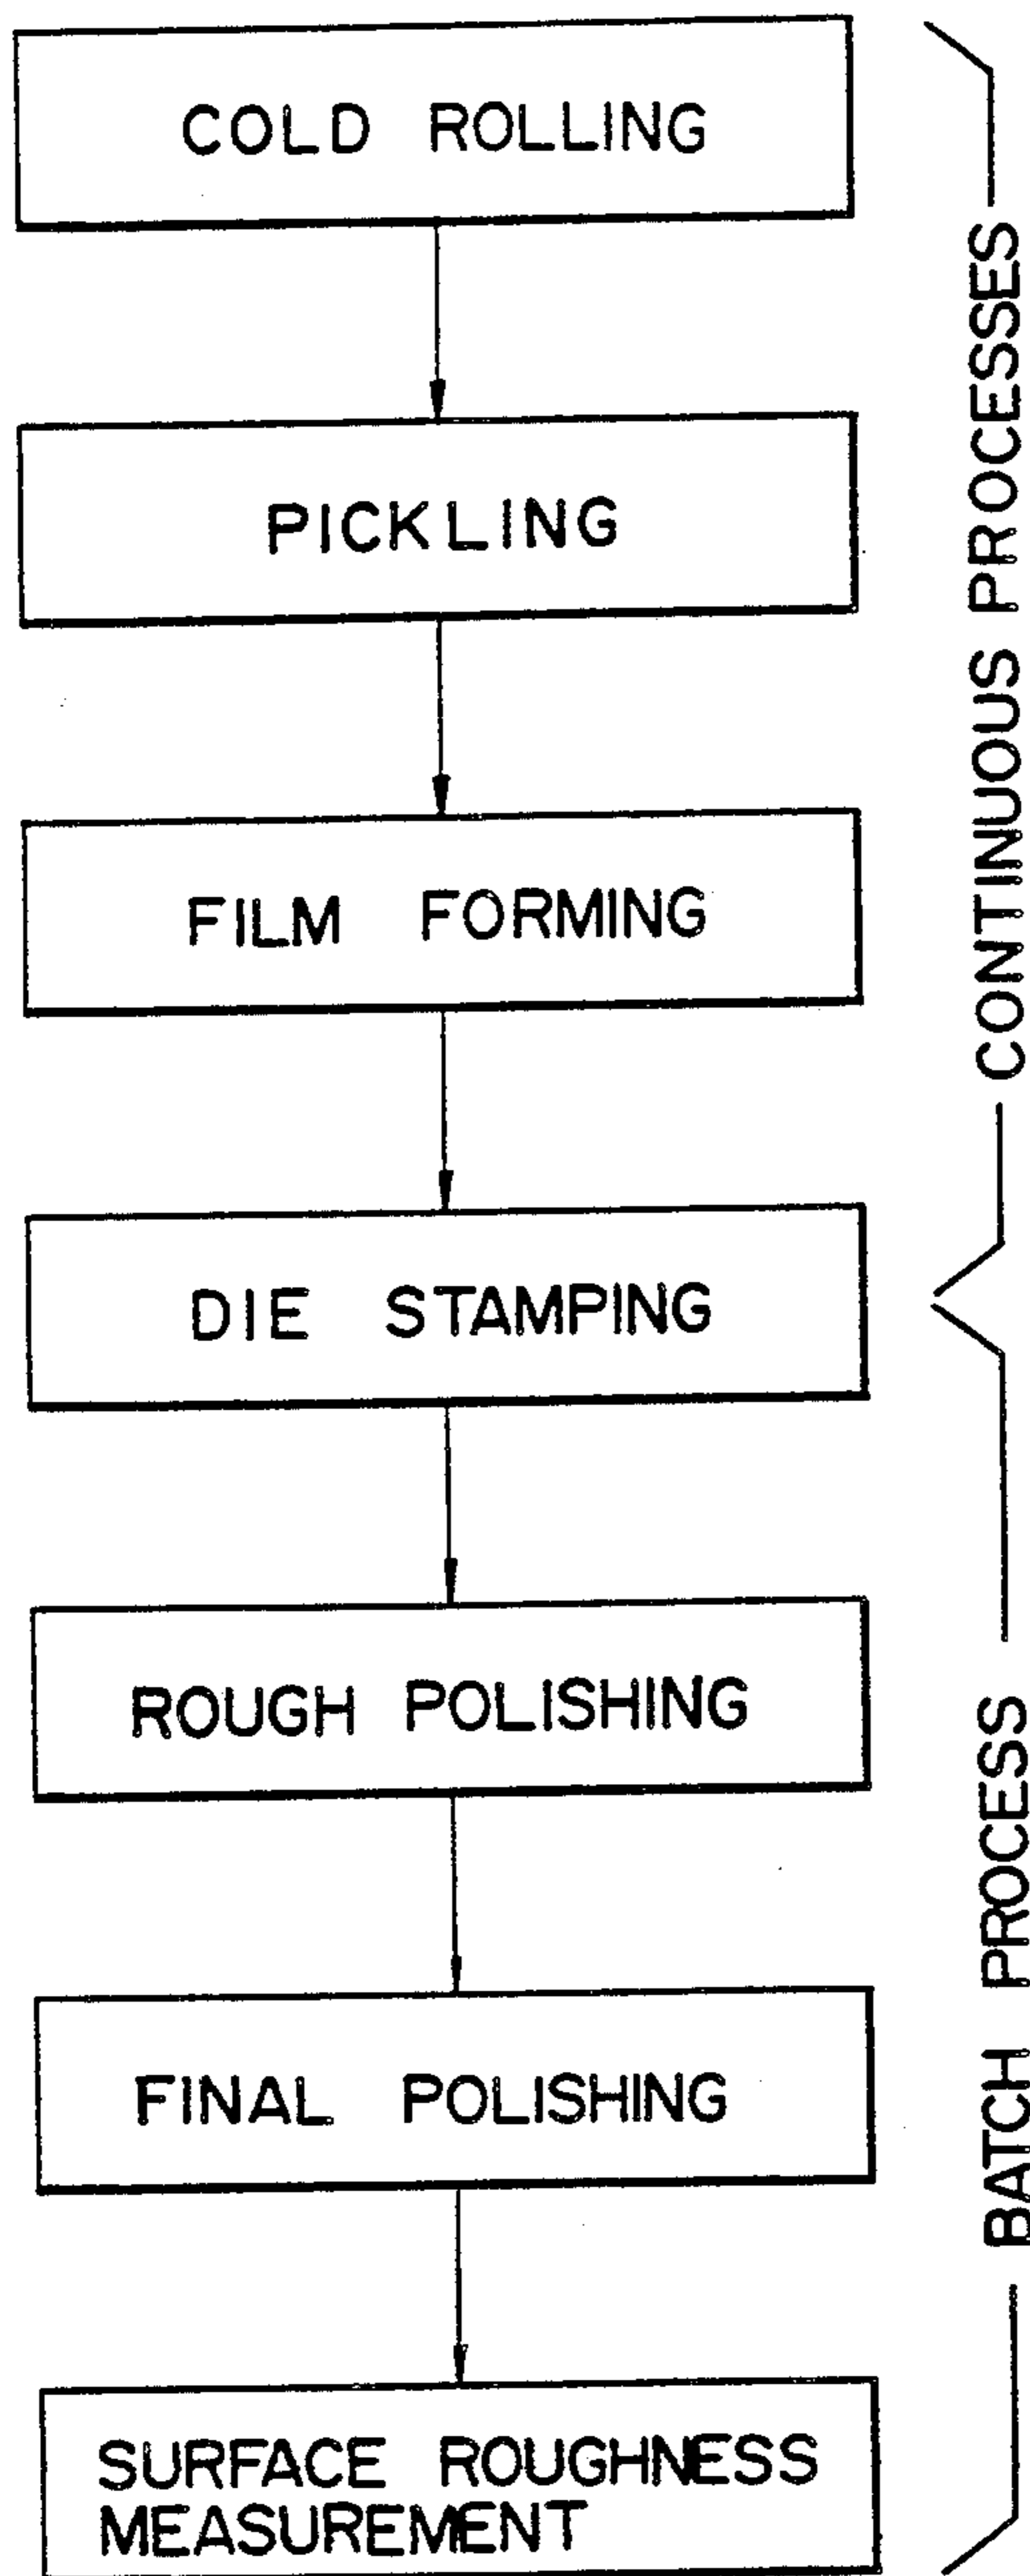 COLD ROLLING
PICKLING
FILM FORMING
DIE STAMPING
ROUGH POLISHING
FINAL POLISHING
SURFACE ROUGHNESS
MEASUREMENT
CONTINUOUS PROCESSES
BATCH PROCESS